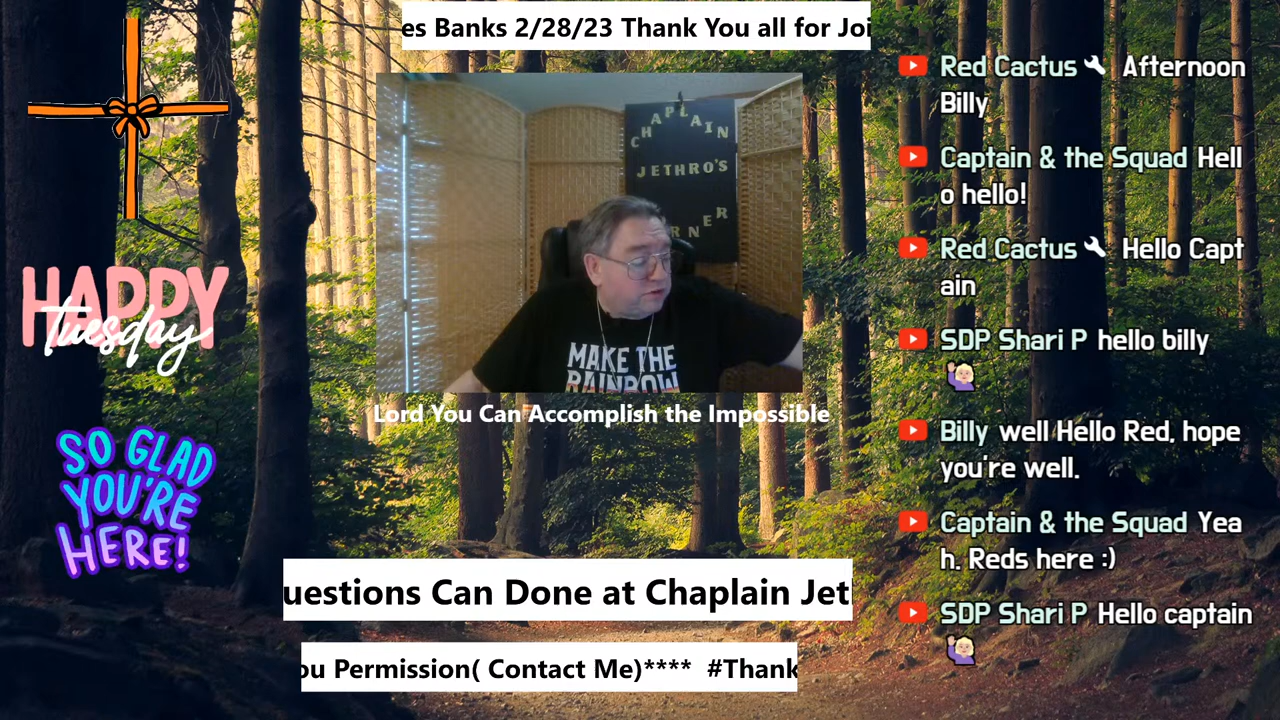 es Banks 2/28/23 Thank You all for Joi
CHAPLAIN
JETHRO'S
RNER
MAKE THE
RAINBOW
Lord You Can Accomplish the Impossible
HAPPY
Tuesday
SO GLAD
YOU'RE
HERE!
uestions Can Done at Chaplain Jet
ou Permission( Contact Me)**** #Thank
Red Cactus Afternoon
Billy
Captain & the Squad Hell
o hello!
Red Cactus Hello Capt
ain
SDP Shari P hello billy
Billy well Hello Red, hope
you're well.
Captain & the Squad Yea
h. Reds here :)
SDP Shari P Hello captain